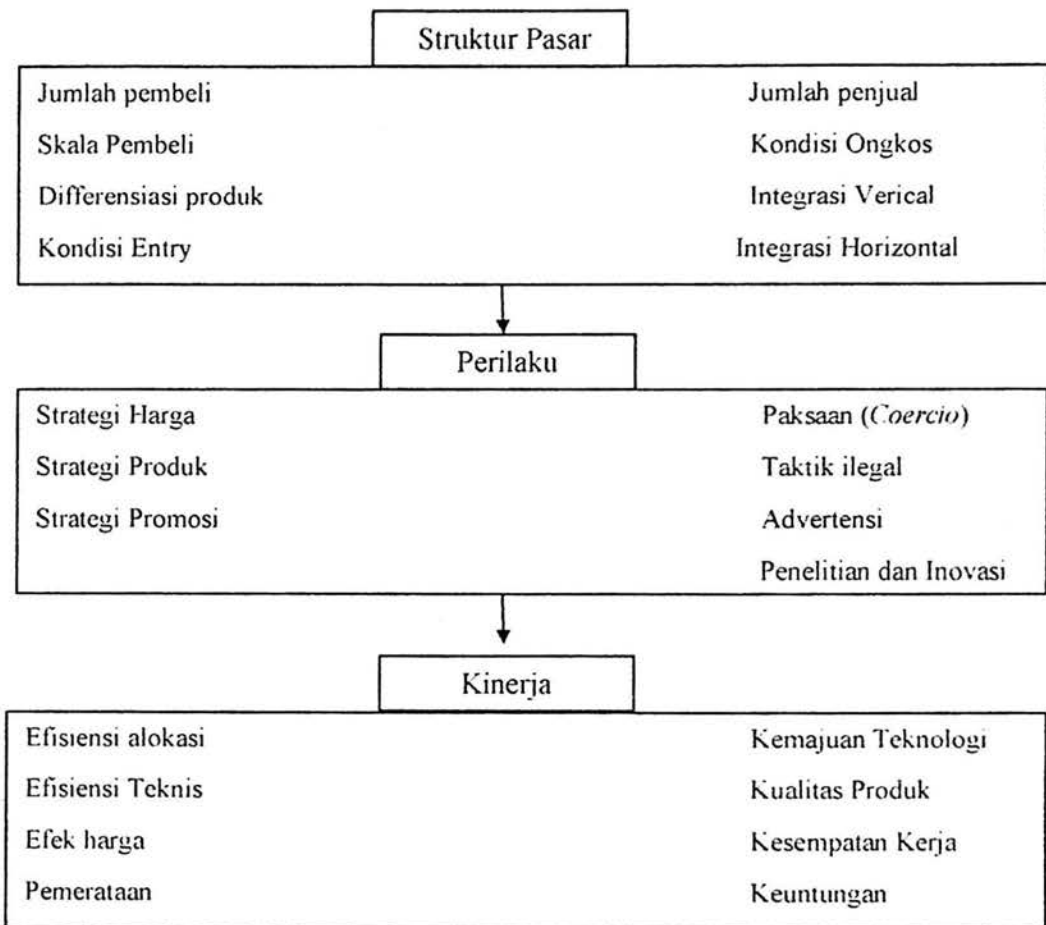 Struktur Pasar
Jumlah pembeli Jumlah penjual
Skala Pembeli Kondisi Ongkos
Differensiasi produk Integrasi Verical
Kondisi Entry Integrasi Horizontal
Perilaku
Strategi Harga Paksaan (Coercio)
Strategi Produk Taktik ilegal
Strategi Promosi Advertensi
Penelitian dan Inovasi
Kinerja
Efisiensi alokasi Kemajuan Teknologi
Efisiensi Teknis Kualitas Produk
Efek harga Kesempatan Kerja
Pemerataan Keuntungan